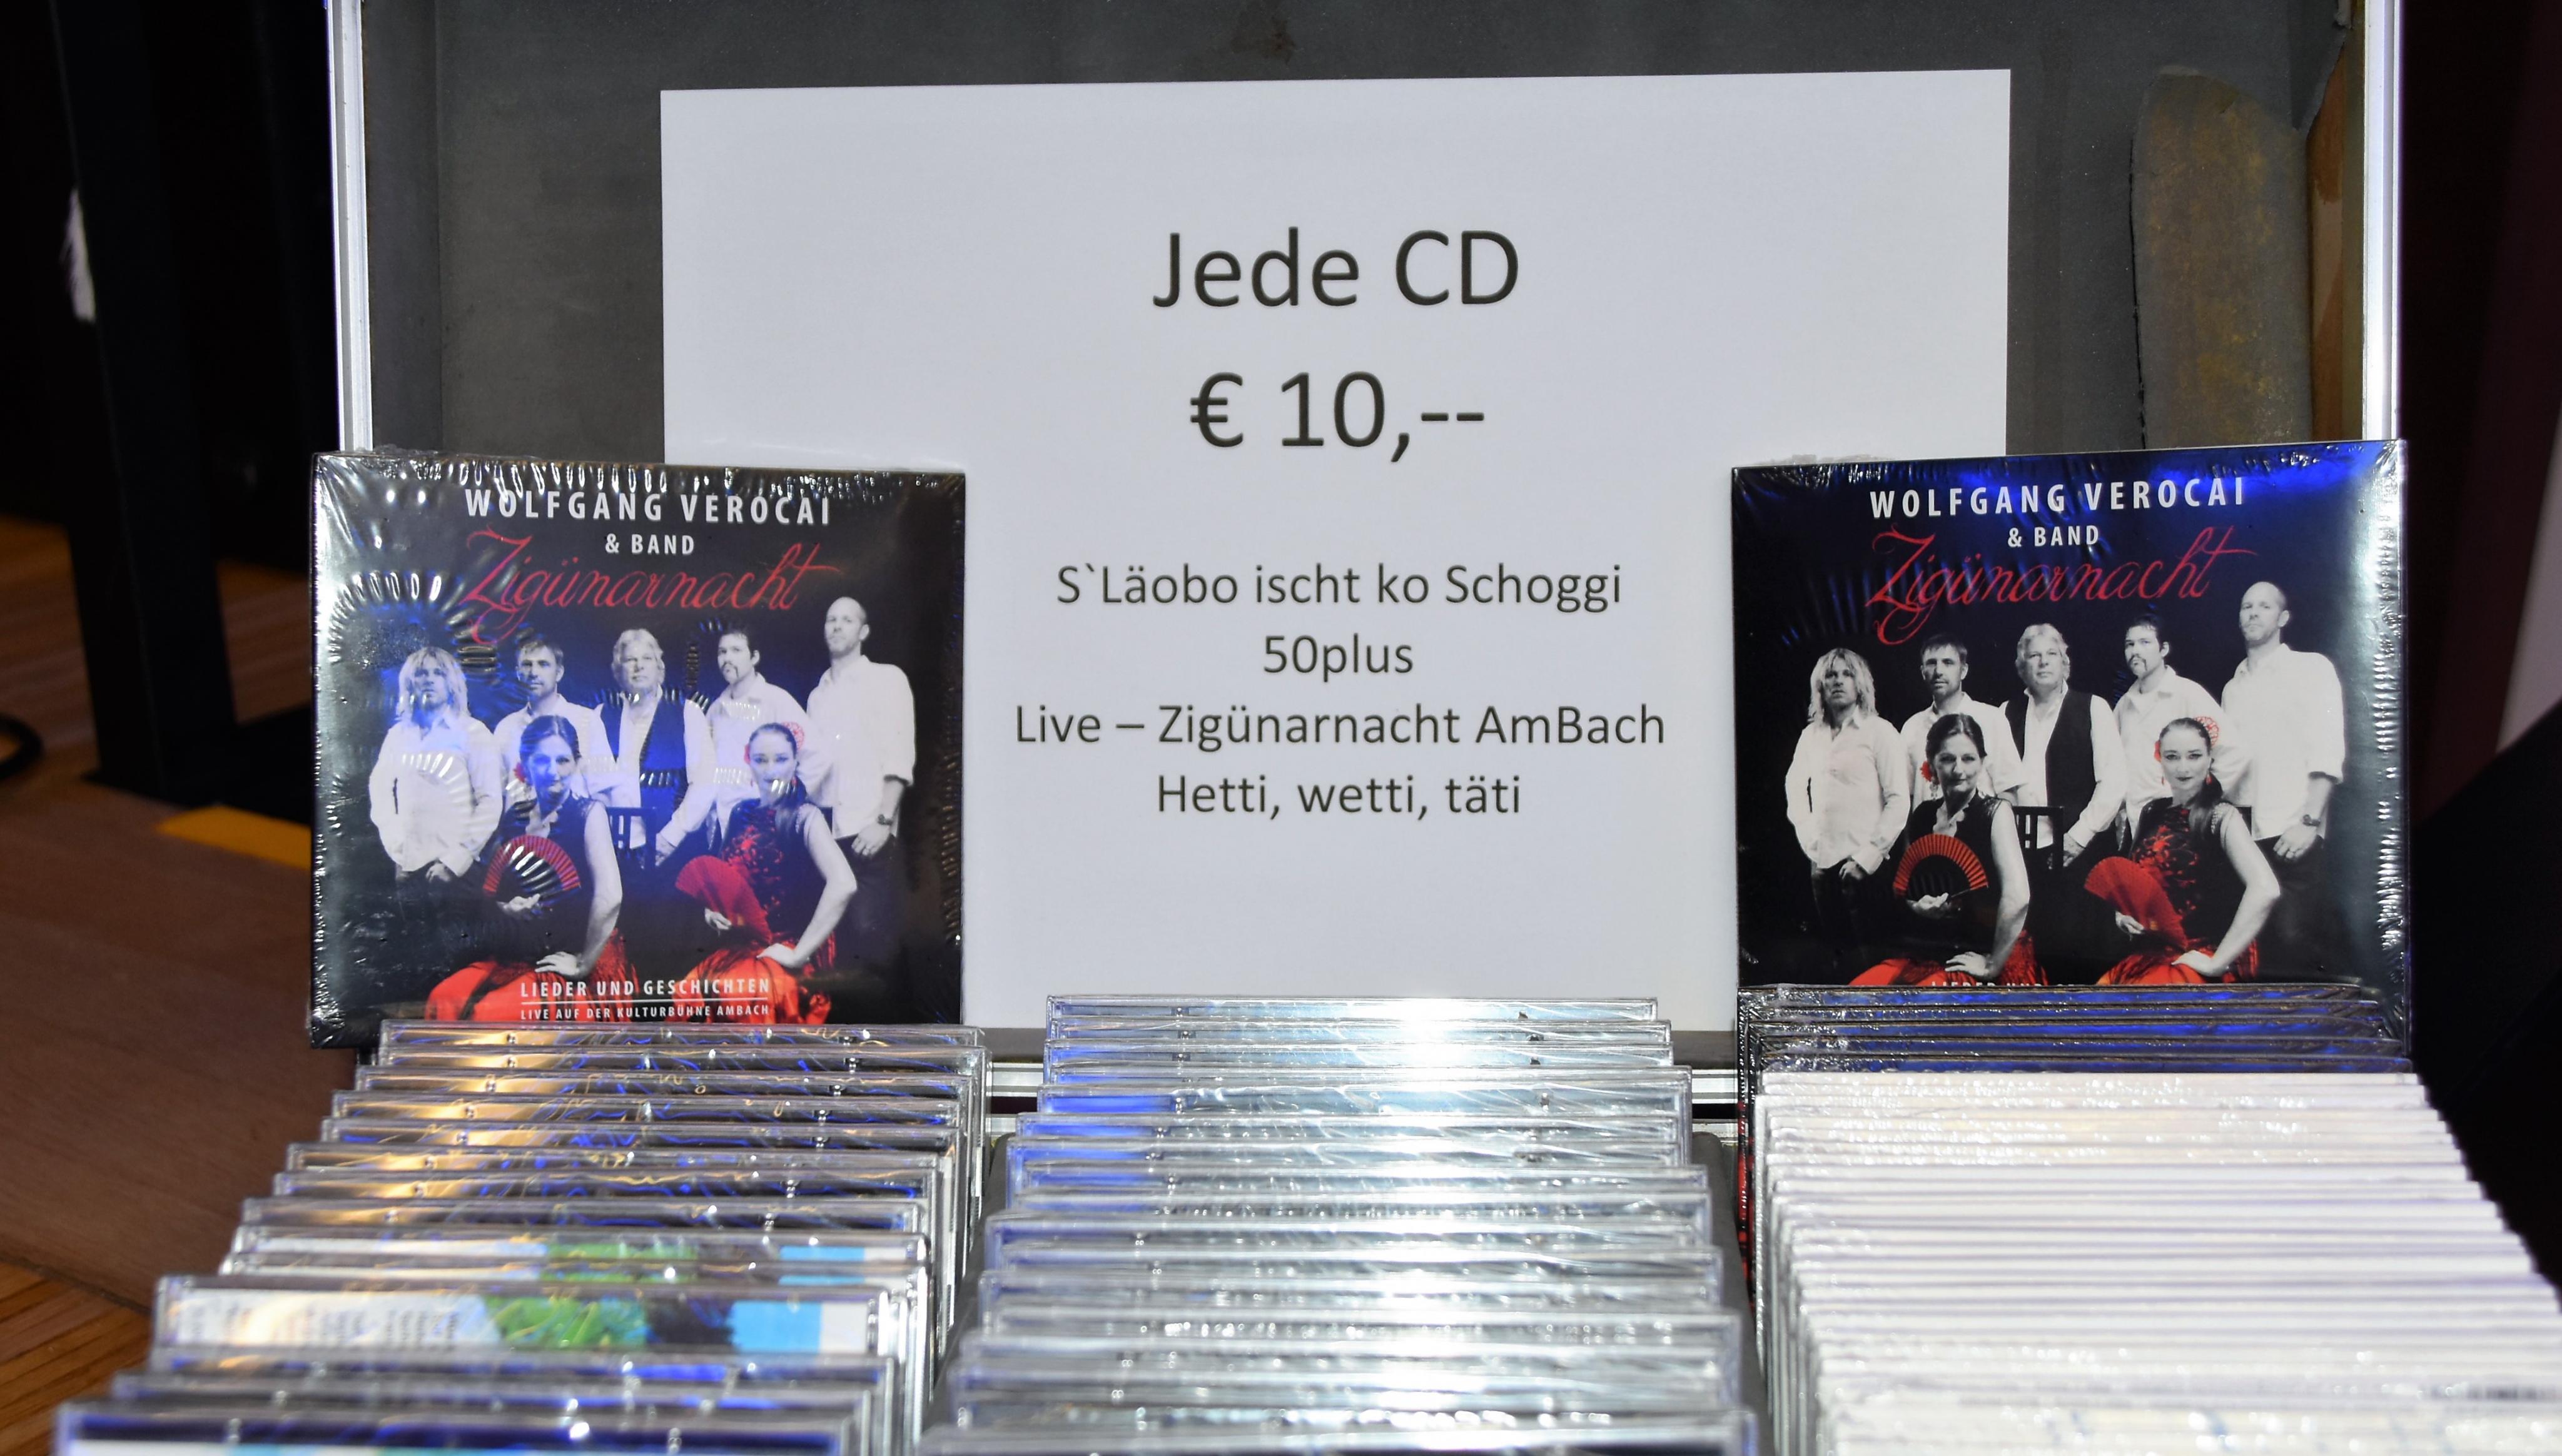 Jede CD
€ 10,--
S`Läobo ischt ko Schoggi
50plus
Live – Zigünarnacht AmBach
Hetti, wetti, täti
WOLFGANG VEROCAI
& BAND
Zigünarnacht
LIEDER UND GESCHICHTEN
LIVE AUF DER KULTURBÜHNE AMBACH
WOLFGANG VEROCAI
& BAND
Zigünarnacht